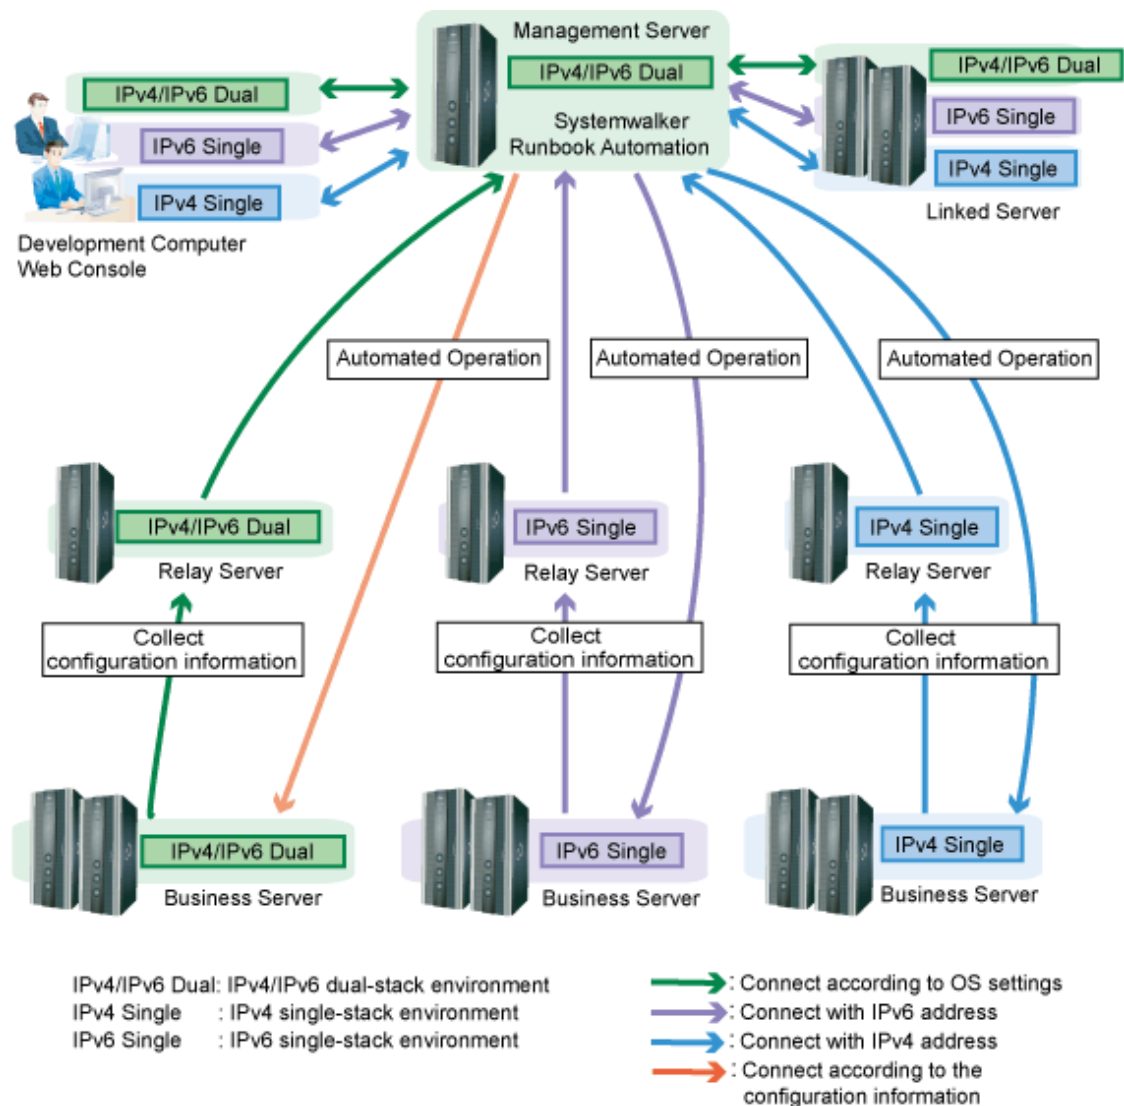 Management Server
IPv4/IPv6 Dual
Systemwalker
Runbook Automation
IPv4/IPv6 Dual
IPv6 Single
IPv4 Single
Development Computer
Web Console
IPv4/IPv6 Dual
IPv6 Single
IPv4 Single
Linked Server
Automated Operation
Automated Operation
Automated Operation
IPv4/IPv6 Dual
Relay Server
IPv6 Single
Relay Server
IPv4 Single
Relay Server
Collect
configuration information
Collect
configuration information
Collect
configuration information
IPv4/IPv6 Dual
Business Server
IPv6 Single
Business Server
IPv4 Single
Business Server
IPv4/IPv6 Dual: IPv4/IPv6 dual-stack environment
IPv4 Single : IPv4 single-stack environment
IPv6 Single : IPv6 single-stack environment
: Connect according to OS settings
: Connect with IPv6 address
: Connect with IPv4 address
: Connect according to the
configuration information